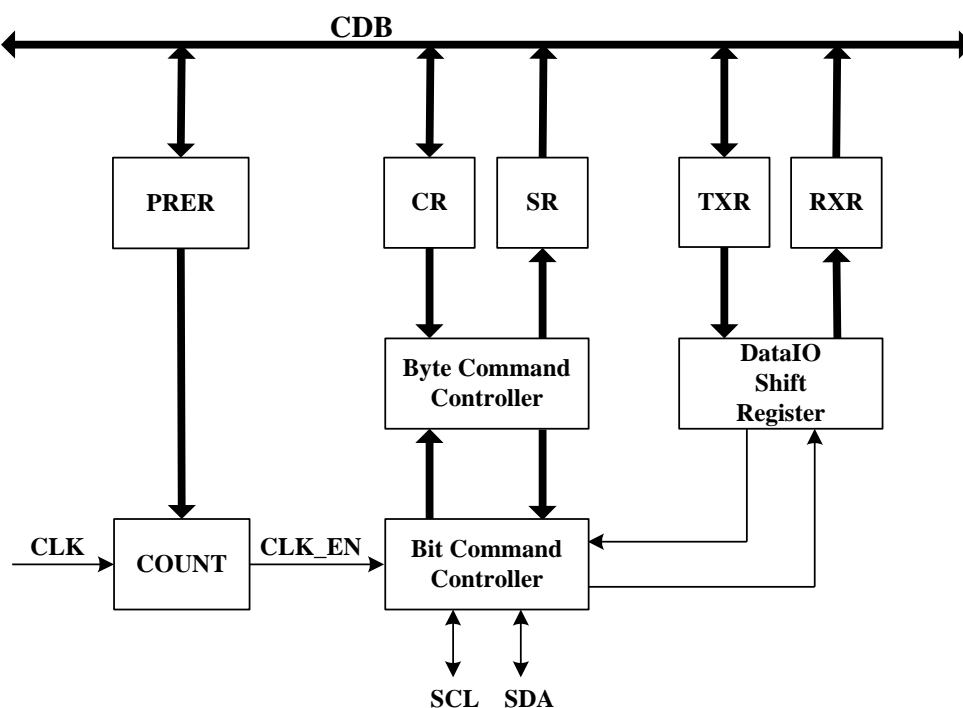 CDB
PRER
CR
SR
TXR
RXR
Byte Command
Controller
DataIO
Shift
Register
CLK
COUNT
CLK_EN
Bit Command
Controller
SCL
SDA